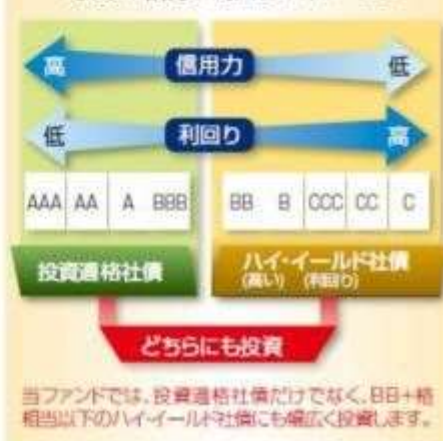 高 信用力 低
低 利回り 高
AAA AA A BBB BB B CCC CC C
投資適格社債 ハイ・イールド社債
(高い) (利回り)
どちらにも投資
当ファンドでは、投資適格社債だけでなく、BB+格
相当以下のハイ・イールド社債にも幅広く投資します。